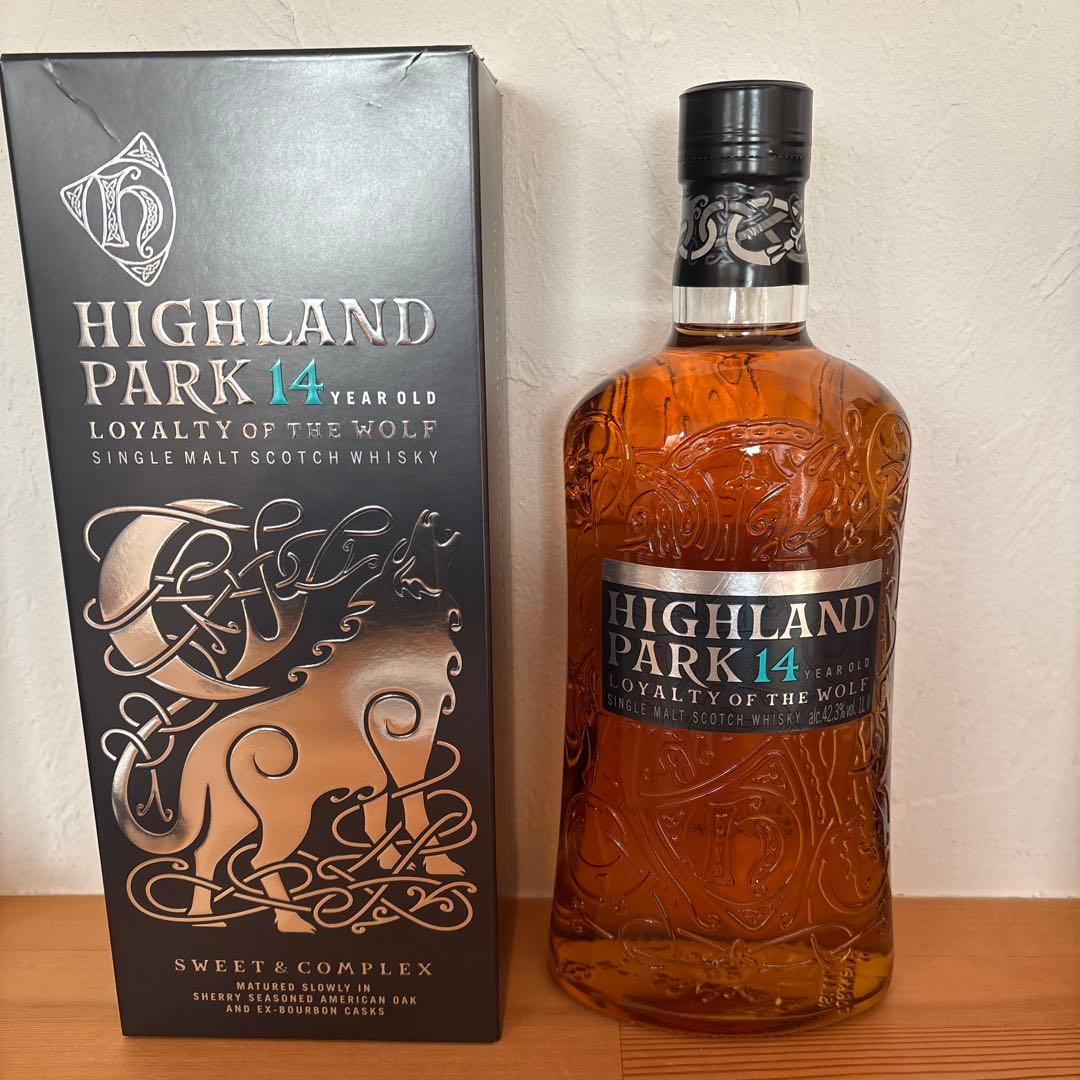 h
HIGHLAND
PARK 14 YEAR OLD
LOYALTY OF THE WOLF
SINGLE MALT SCOTCH WHISKY
SWEET & COMPLEX
MATURED SLOWLY IN
SHERRY SEASONED AMERICAN OAK
AND EX-BOURBON CASKS
HIGHLAND
PARK 14 YEAR OLD
LOYALTY OF THE WOLF
SINGLE MALT SCOTCH WHISKY alc.42.3%vol. 1L
h